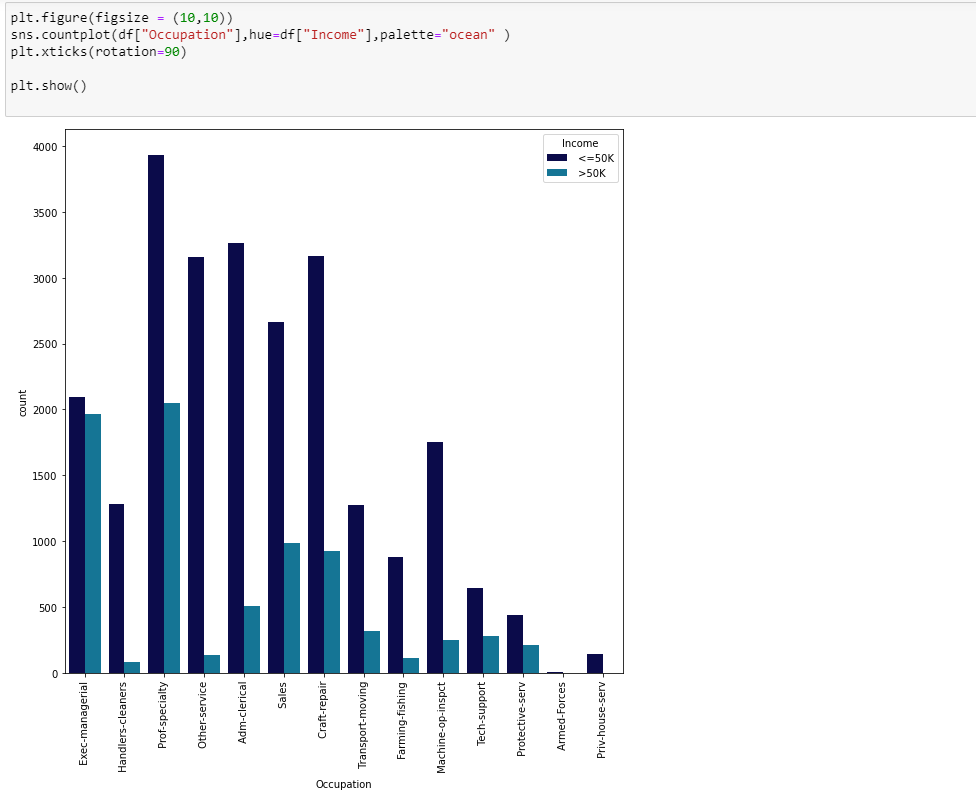 plt.figure(figsize = (10,10))
sns.countplot(df["Occupation"],hue=df["Income"],palette="ocean" )
plt.xticks(rotation=90)
plt.show()
Income
<=50K
>50K
4000
3500
3000
2500
2000
1500
1000
500
0
count
Exec-managerial
Handlers-cleaners
Prof-specialty
Other-service
Adm-clerical
Sales
Craft-repair
Transport-moving
Farming-fishing
Machine-op-inspct
Tech-support
Protective-serv
Armed-Forces
Priv-house-serv
Occupation